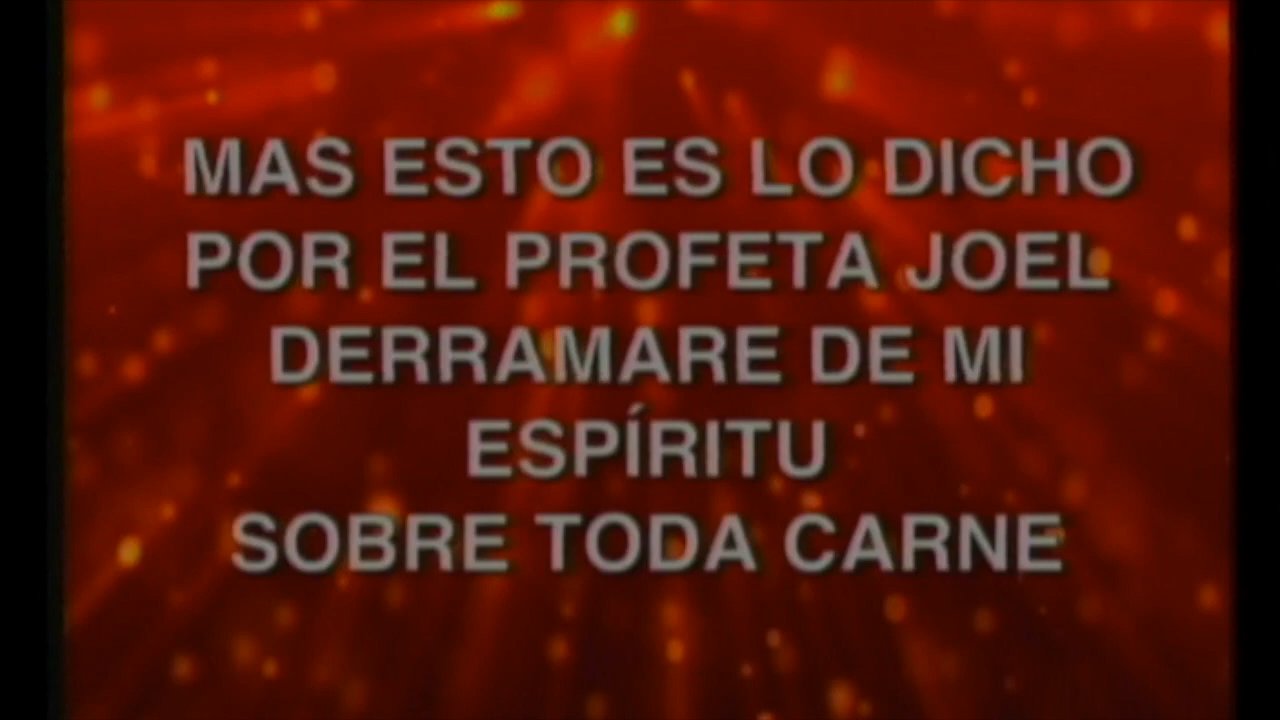 MAS ESTO ES LO DICHO
POR EL PROFETA JOEL
DERRAMARE DE MI
ESPÍRITU
SOBRE TODA CARNE